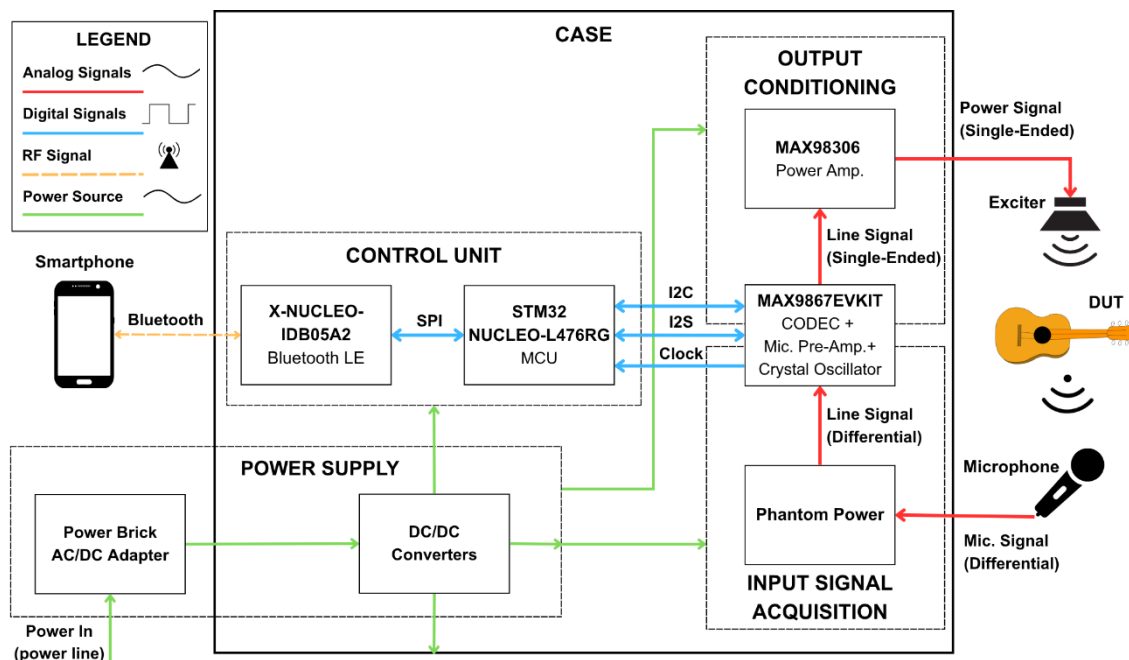 LEGEND
Analog Signals
Digital Signals
RF Signal
Power Source
CASE
OUTPUT
CONDITIONING
MAX98306
Power Amp.
Power Signal
(Single-Ended)
Exciter
Line Signal
(Single-Ended)
Smartphone
Bluetooth
CONTROL UNIT
X-NUCLEO-
IDB05A2
Bluetooth LE
SPI
STM32
NUCLEO-L476RG
MCU
I2C
I2S
Clock
MAX9867EVKIT
CODEC +
Mic. Pre-Amp.+
Crystal Oscillator
DUT
Line Signal
(Differential)
POWER SUPPLY
Power Brick
AC/DC Adapter
DC/DC
Converters
Phantom Power
Microphone
Mic. Signal
(Differential)
INPUT SIGNAL
ACQUISITION
Power In
(power line)